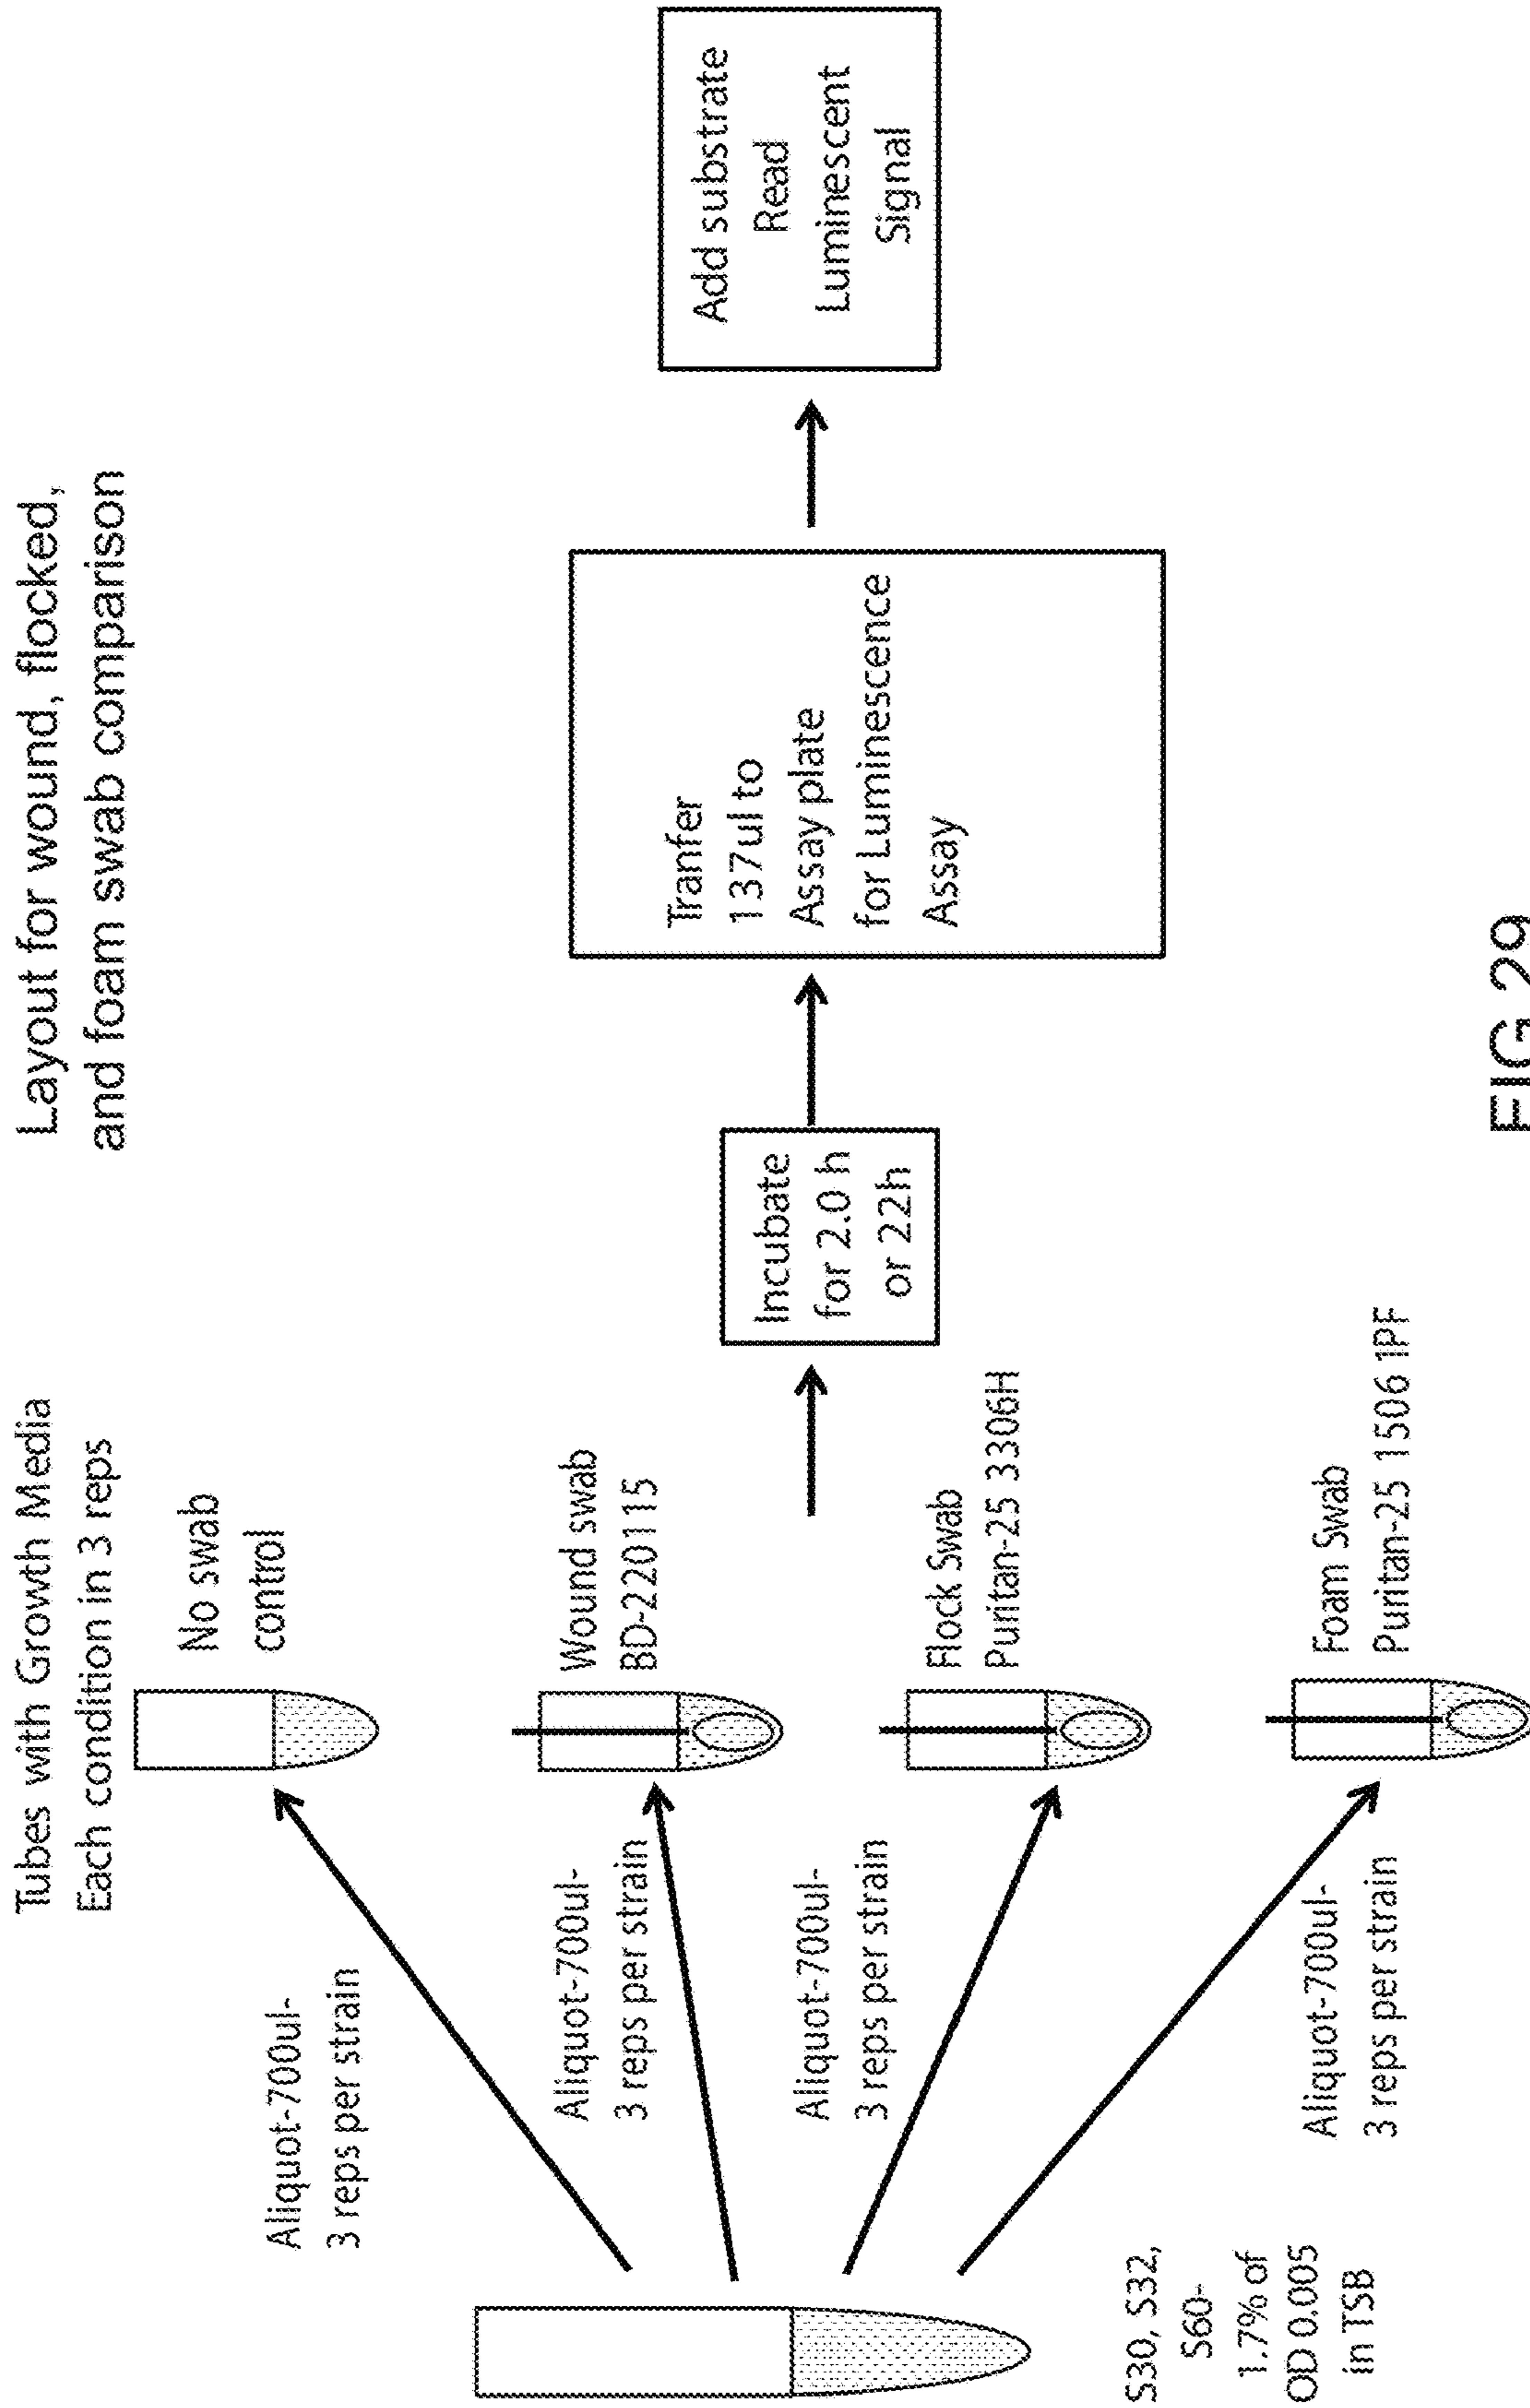 Layout for wound, flocked,
and foam swab comparison
Tubes with Growth Media
Each condition in 3 reps
S30, S32,
S60-
1.7% of
OD 0.005
in TSB
Aliquot-700ul-
3 reps per strain
Aliquot-700ul-
3 reps per strain
Aliquot-700ul-
3 reps per strain
Aliquot-700ul-
3 reps per strain
No swab
control
Wound swab
BD-220115
Flock Swab
Puritan-25 3306H
Foam Swab
Puritan-25 1506 1PF
Incubate
for 2.0 h
or 22h
Tranfer
137ul to
Assay plate
for Luminescence
Assay
Add substrate
Read
Luminescent
Signal
FIG 29